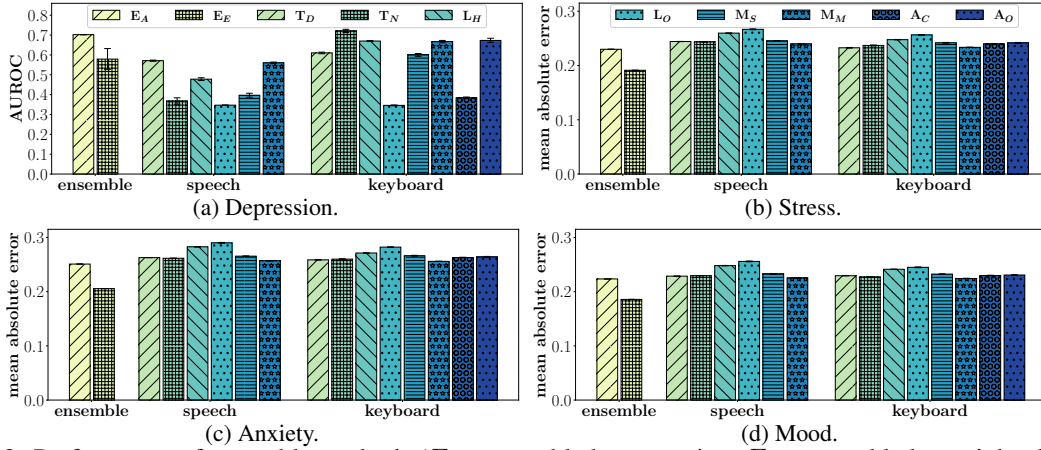 E_A E_E T_D T_N L_H
AUROC
0.8
0.7
0.6
0.5
0.4
0.3
0.2
0.1
0.0
ensemble speech keyboard
(a) Depression.
L_O M_S M_M A_C A_O
mean absolute error
0.3
0.2
0.1
0.0
ensemble speech keyboard
(b) Stress.
mean absolute error
0.3
0.2
0.1
0.0
ensemble speech keyboard
(c) Anxiety.
mean absolute error
0.3
0.2
0.1
0.0
ensemble speech keyboard
(d) Mood.